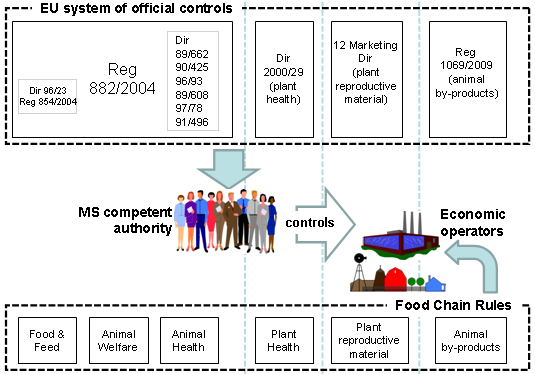 EU system of official controls
Dir 96/23
Reg 854/2004
Reg
882/2004
Dir
89/662
90/425
96/93
89/608
97/78
91/496
Dir
2000/29
(plant
health)
12 Marketing
Dir
(plant
reproductive
material)
Reg
1069/2009
(animal
by-products)
MS competent
authority
controls
Economic
operators
Food Chain Rules
Food &
Feed
Animal
Welfare
Animal
Health
Plant
Health
Plant
reproductive
material
Animal
by-products